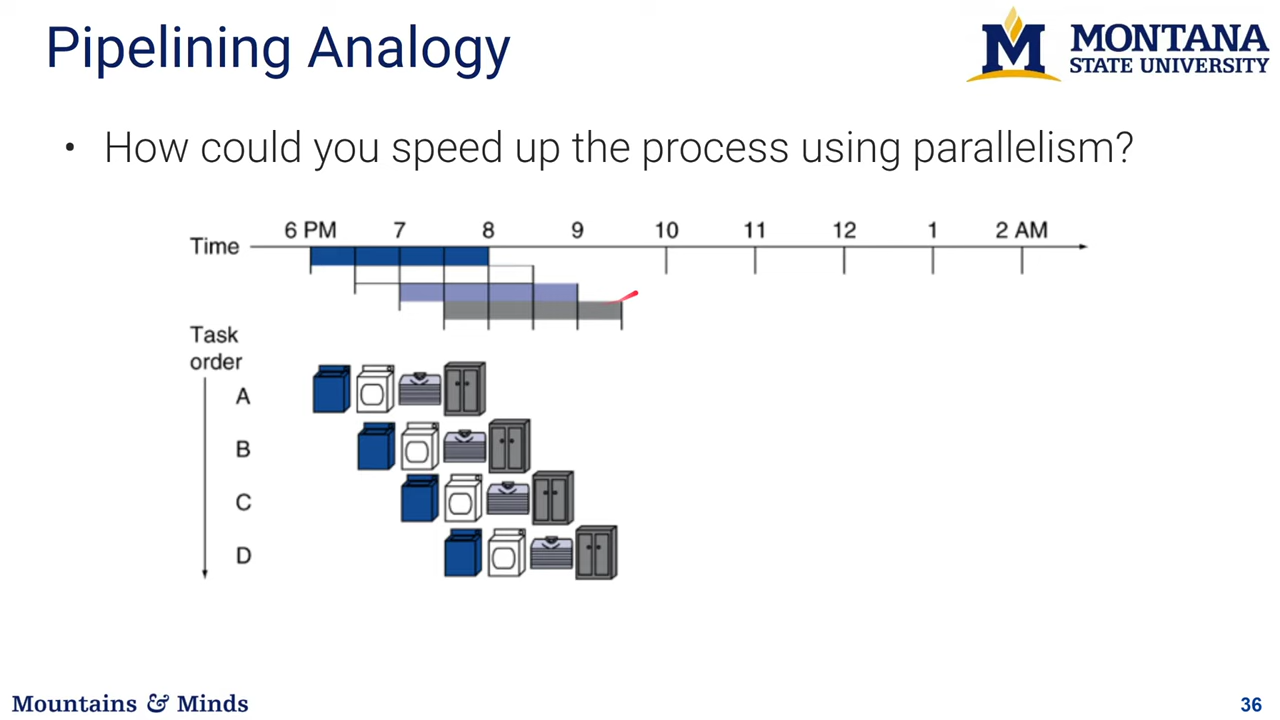 Pipelining Analogy
M MONTANA
STATE UNIVERSITY
• How could you speed up the process using parallelism?
6 PM 7 8 9 10 11 12 1 2 AM
Time
Task
order
A
B
C
D
Mountains & Minds
36